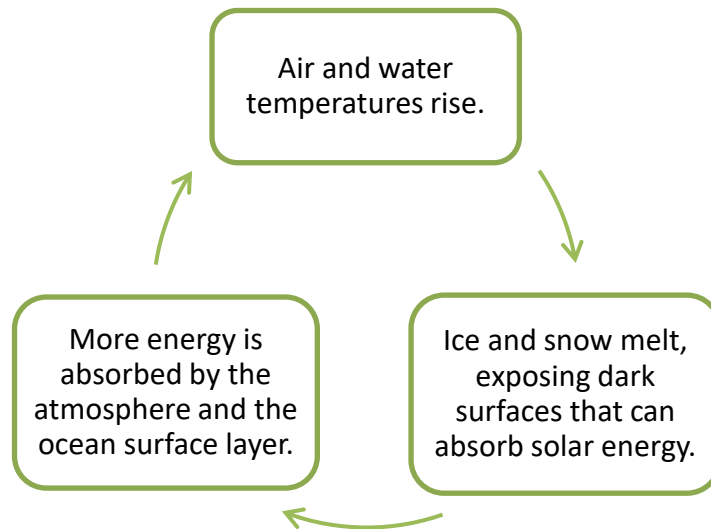 Air and water
temperatures rise.
Ice and snow melt,
exposing dark
surfaces that can
absorb solar energy.
More energy is
absorbed by the
atmosphere and the
ocean surface layer.